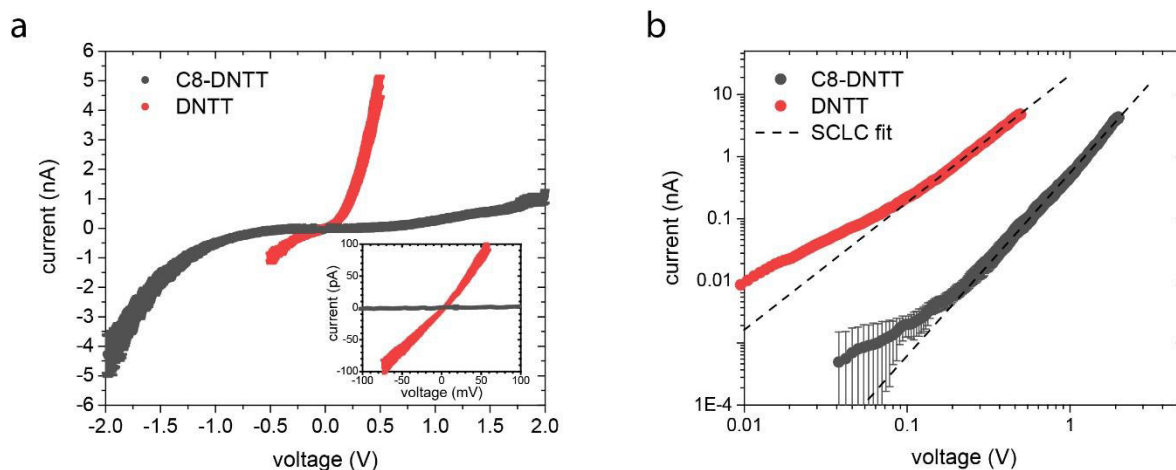 a
C8-DNTT
DNTT
6
5
4
3
2
1
0
-1
-2
-3
-4
-5
-6
current (nA)
-2.0 -1.5 -1.0 -0.5 0.0 0.5 1.0 1.5 2.0
voltage (V)
100
50
0
-50
-100
current (pA)
-100 -50 0 50 100
voltage (mV)
b
C8-DNTT
DNTT
SCLC fit
10
1
0.1
0.01
1E-4
current (nA)
0.01 0.1 1
voltage (V)